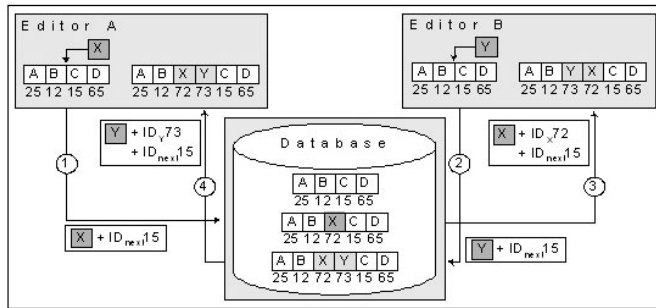 Editor A
X
A B C D
25 12 15 65
A B X Y C D
25 12 72 73 15 65
Editor B
Y
A B C D
25 12 15 65
A B Y X C D
25 12 73 72 15 65
1
Y + IDY73
+ IDnext15
4
X + IDnext15
Database
A B C D
25 12 15 65
A B X C D
25 12 72 15 65
A B X Y C D
25 12 72 73 15 65
2
X + IDX72
+ IDnext15
3
Y + IDnext15